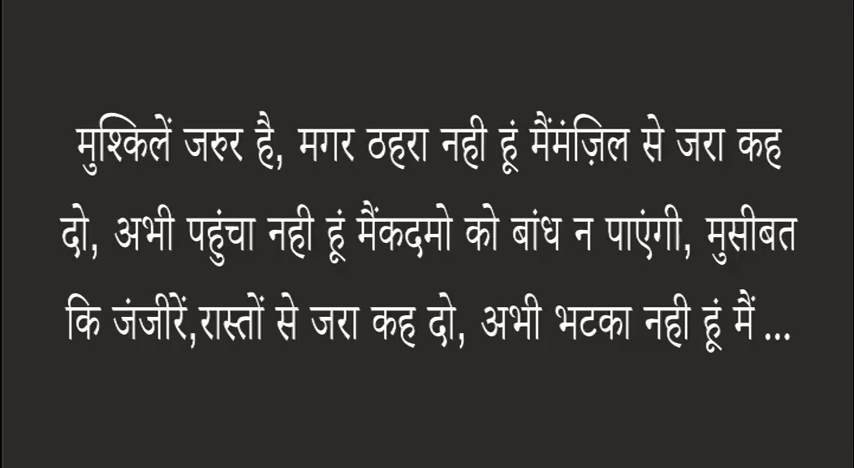 मुश्किलें जरुर है, मगर ठहरा नही हूं मैंमंज़िल से जरा कह
दो, अभी पहुंचा नही हूं मैंकदमो को बांध न पाएंगी, मुसीबत
कि जंजीरें,रास्तों से जरा कह दो, अभी भटका नही हूं मैं ...